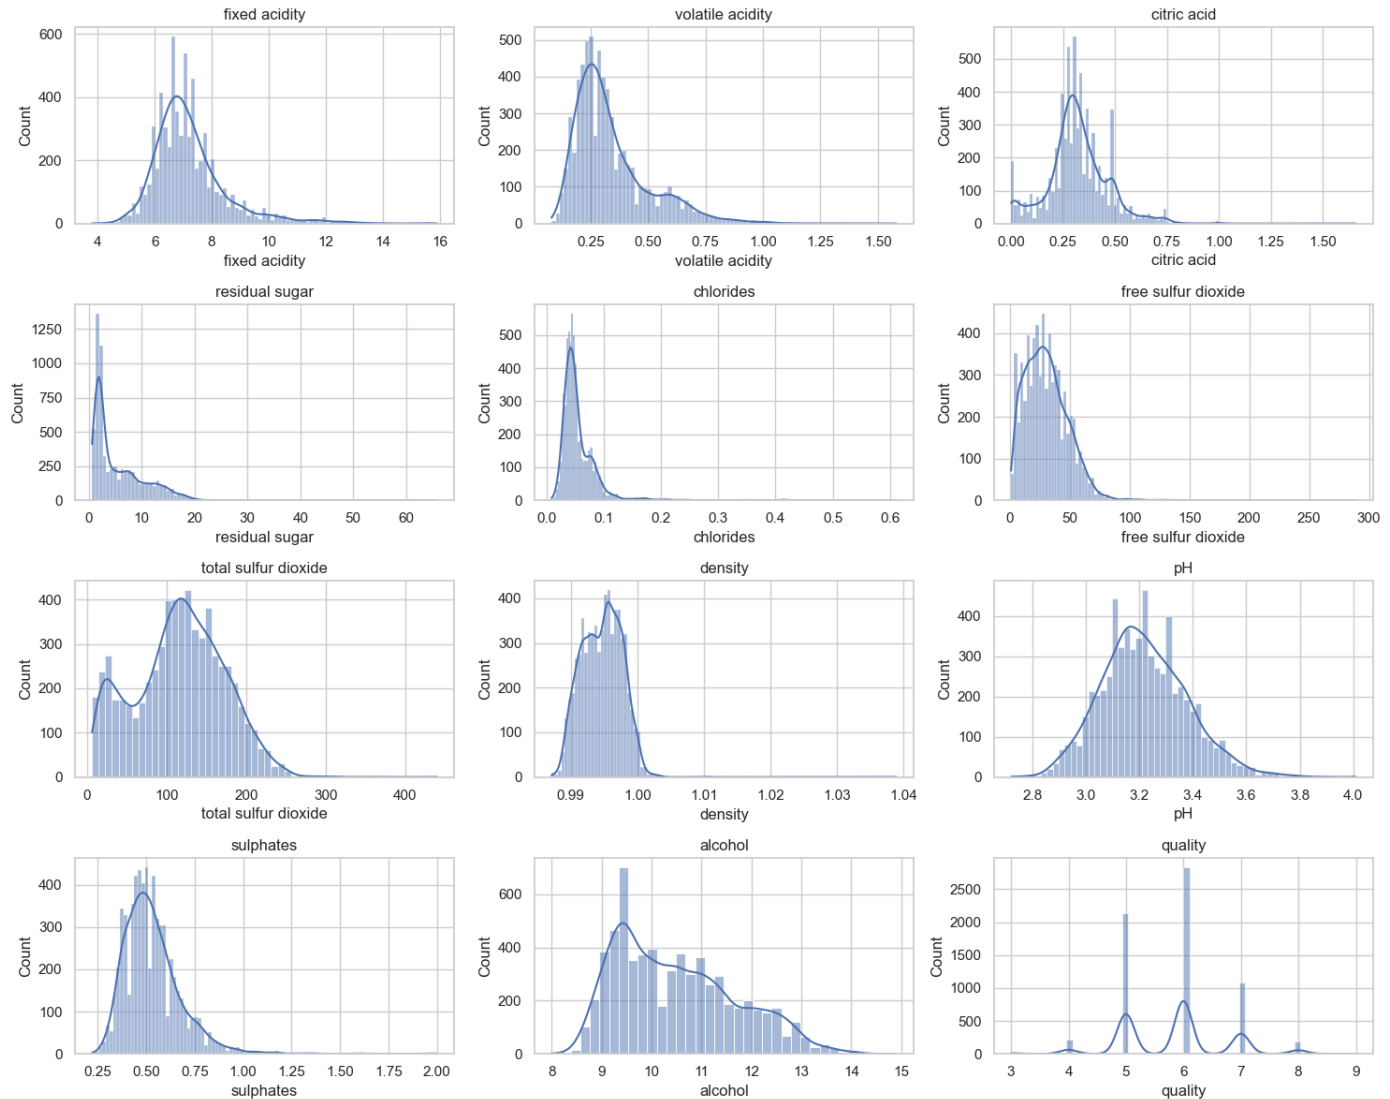 fixed acidity
600
400
200
0
Count
4 6 8 10 12 14 16
fixed acidity
volatile acidity
500
400
300
200
100
0
Count
0.25 0.50 0.75 1.00 1.25 1.50
volatile acidity
citric acid
500
400
300
200
100
0
Count
0.00 0.25 0.50 0.75 1.00 1.25 1.50
citric acid
residual sugar
1250
1000
750
500
250
0
Count
0 10 20 30 40 50 60
residual sugar
chlorides
500
400
300
200
100
0
Count
0.0 0.1 0.2 0.3 0.4 0.5 0.6
chlorides
free sulfur dioxide
400
300
200
100
0
Count
0 50 100 150 200 250 300
free sulfur dioxide
total sulfur dioxide
400
300
200
100
0
Count
0 100 200 300 400
total sulfur dioxide
density
400
300
200
100
0
Count
0.99 1.00 1.01 1.02 1.03 1.04
density
pH
400
300
200
100
0
Count
2.8 3.0 3.2 3.4 3.6 3.8 4.0
pH
sulphates
400
300
200
100
0
Count
0.25 0.50 0.75 1.00 1.25 1.50 1.75 2.00
sulphates
alcohol
600
400
200
0
Count
8 9 10 11 12 13 14 15
alcohol
quality
2500
2000
1500
1000
500
0
Count
3 4 5 6 7 8 9
quality